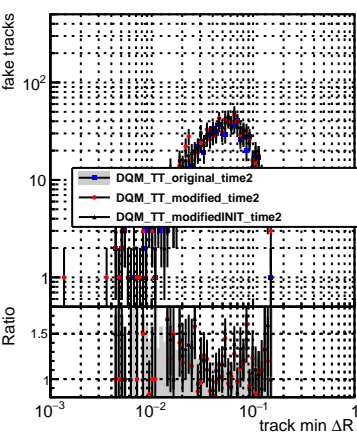 fake tracks
10²
10
1
DQM_TT_original_time2
DQM_TT_modified_time2
DQM_TT_modifiedINIT_time2
Ratio
1.5
1
10⁻³ 10⁻² 10⁻¹ 1
track min ΔR